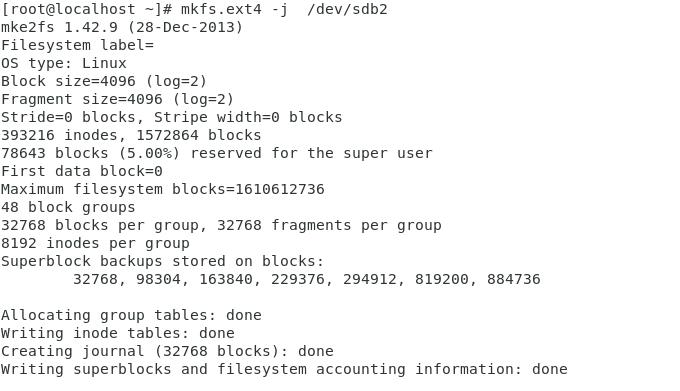 [root@localhost ~]# mkfs.ext4 -j  /dev/sdb2
mke2fs 1.42.9 (28-Dec-2013)
Filesystem label=
OS type: Linux
Block size=4096 (log=2)
Fragment size=4096 (log=2)
Stride=0 blocks, Stripe width=0 blocks
393216 inodes, 1572864 blocks
78643 blocks (5.00%) reserved for the super user
First data block=0
Maximum filesystem blocks=1610612736
48 block groups
32768 blocks per group, 32768 fragments per group
8192 inodes per group
Superblock backups stored on blocks:
        32768, 98304, 163840, 229376, 294912, 819200, 884736

Allocating group tables: done
Writing inode tables: done
Creating journal (32768 blocks): done
Writing superblocks and filesystem accounting information: done